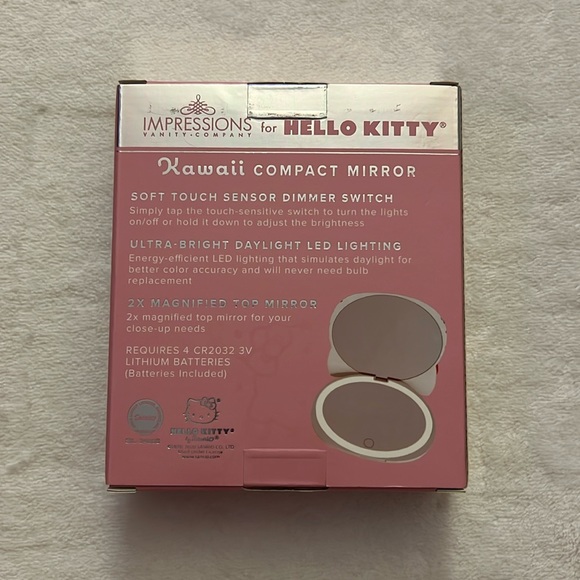 IMPRESSIONS for HELLO KITTY®
VANITY • COMPANY
Kawaii COMPACT MIRROR
SOFT TOUCH SENSOR DIMMER SWITCH
Simply tap the touch-sensitive switch to turn the lights
on/off or hold it down to adjust the brightness
ULTRA-BRIGHT DAYLIGHT LED LIGHTING
Energy-efficient LED lighting that simulates daylight for
better color accuracy and will never need bulb
replacement
2X MAGNIFIED TOP MIRROR
2x magnified top mirror for your
close-up needs
REQUIRES 4 CR2032 3V
LITHIUM BATTERIES
(Batteries Included)
HELLO KITTY®